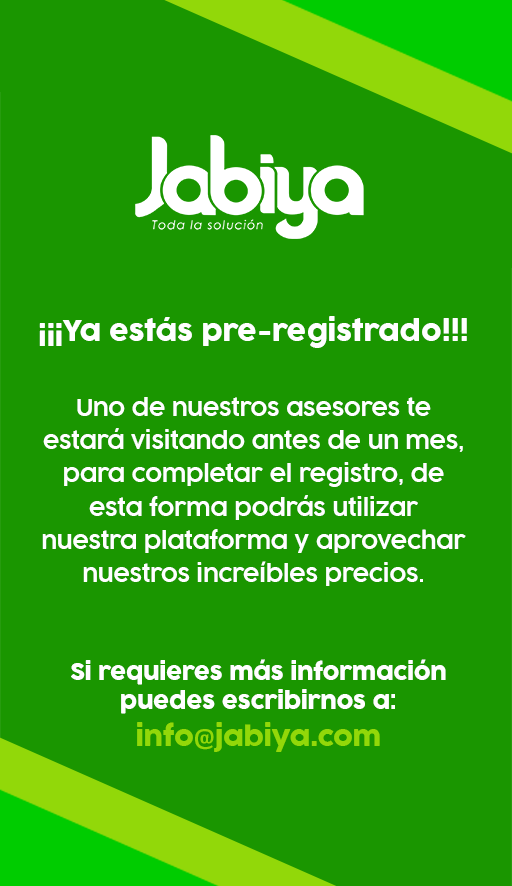 Jabiya
Toda la solución
¡¡¡Ya estás pre-registrado!!!
Uno de nuestros asesores te
estará visitando antes de un mes,
para completar el registro, de
esta forma podrás utilizar
nuestra plataforma y aprovechar
nuestros increíbles precios.
Si requieres más información
puedes escribirnos a:
info@jabiya.com